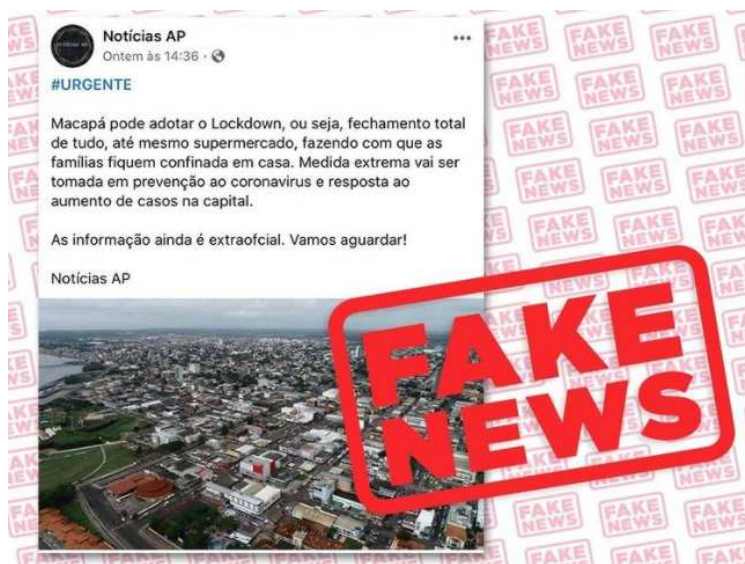 Notícias AP
Ontem às 14:36 ·
#URGENTE
Macapá pode adotar o Lockdown, ou seja, fechamento total
de tudo, até mesmo supermercado, fazendo com que as
famílias fiquem confinada em casa. Medida extrema vai ser
tomada em prevenção ao coronavirus e resposta ao
aumento de casos na capital.
As informação ainda é extraofcial. Vamos aguardar!
Notícias AP
FAKE
NEWS